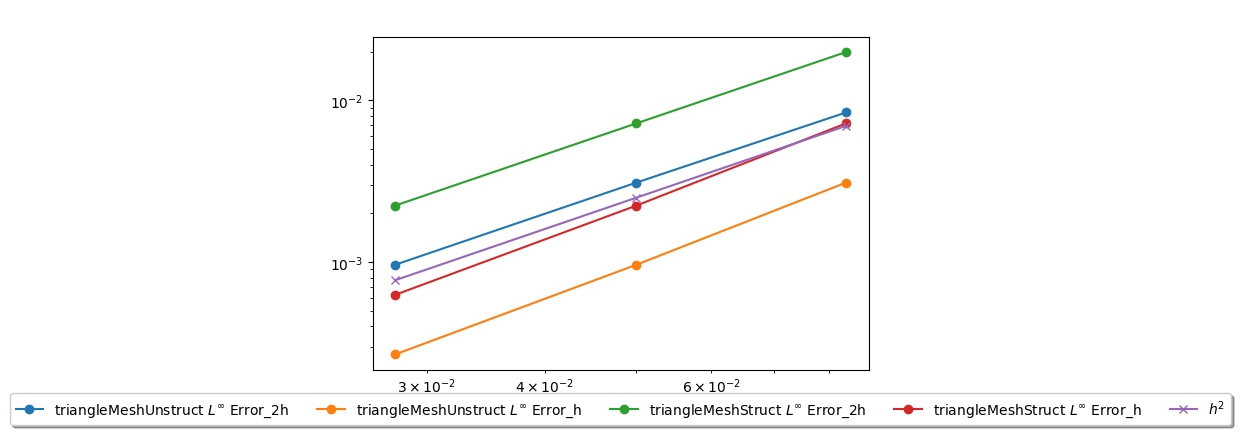 10⁻²
10⁻³
3 × 10⁻² 4 × 10⁻² 6 × 10⁻²
triangleMeshUnstruct L∞ Error_2h triangleMeshUnstruct L∞ Error_h triangleMeshStruct L∞ Error_2h triangleMeshStruct L∞ Error_h h²